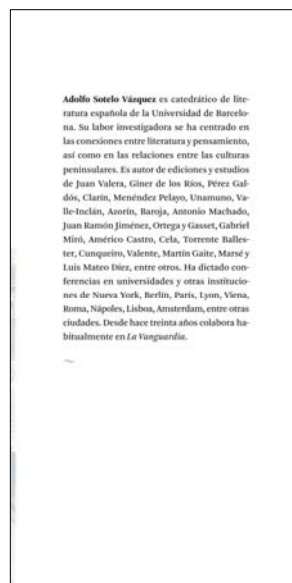 Adolfo Sotelo Vázquez es catedrático de lite-
ratura española de la Universidad de Barcelo-
na. Su labor investigadora se ha centrado en
las conexiones entre literatura y pensamiento,
así como en las relaciones entre las culturas
peninsulares. Es autor de ediciones y estudios
de Juan Valera, Giner de los Ríos, Pérez Gal-
dós, Clarín, Menéndez Pelayo, Unamuno, Va-
lle-Inclán, Azorín, Baroja, Antonio Machado,
Juan Ramón Jiménez, Ortega y Gasset, Gabriel
Miró, Américo Castro, Cela, Torrente Balles-
ter, Cunqueiro, Valente, Martín Gaite, Marsé y
Luis Mateo Díez, entre otros. Ha dictado con-
ferencias en universidades y otras institucio-
nes de Nueva York, Berlín, París, Lyon, Viena,
Roma, Nápoles, Lisboa, Amsterdam, entre otras
ciudades. Desde hace treinta años colabora ha-
bitualmente en La Vanguardia.